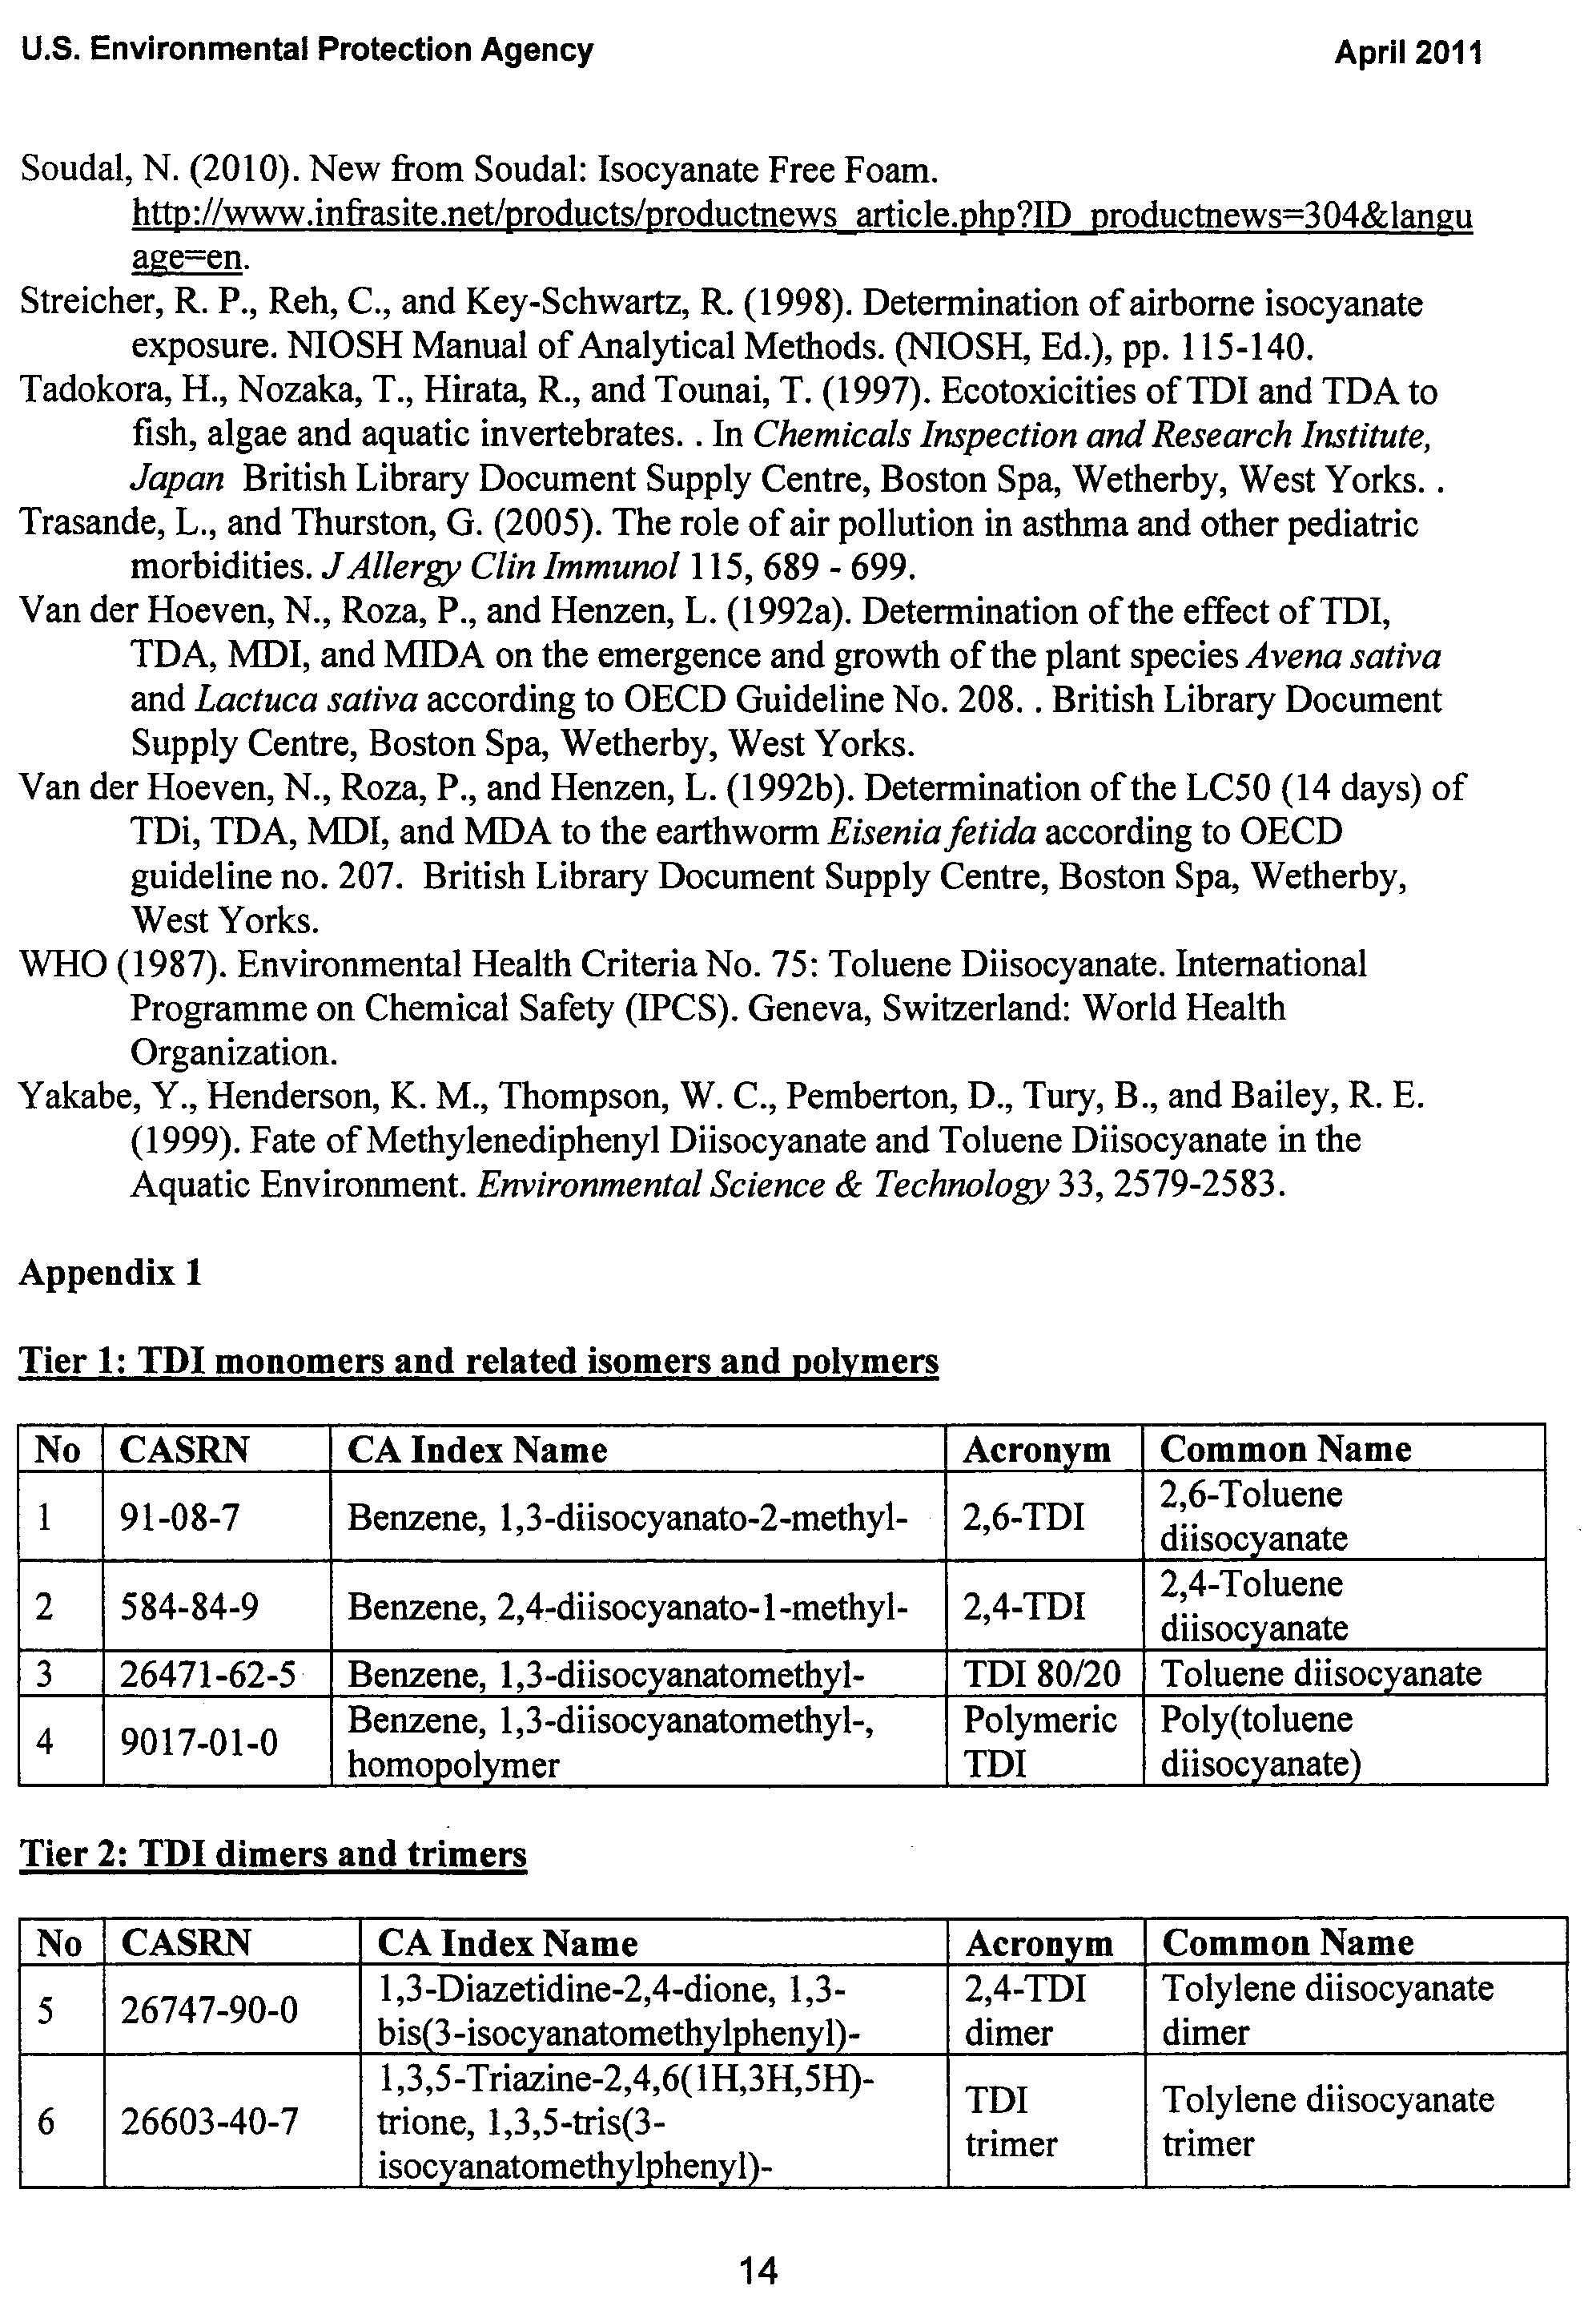 U.S. Environmental Protection Agency April 2011
Soudal, N. (2010). New from Soudal: Isocyanate Free Foam.
http://www.infrasite.net/products/productnews_article.php?ID_productnews=304&langu
age=en.
Streicher, R. P., Reh, C., and Key-Schwartz, R. (1998). Determination of airborne isocyanate
exposure. NIOSH Manual of Analytical Methods. (NIOSH, Ed.), pp. 115-140.
Tadokora, H., Nozaka, T., Hirata, R., and Tounai, T. (1997). Ecotoxicities of TDI and TDA to
fish, algae and aquatic invertebrates. . In Chemicals Inspection and Research Institute,
Japan British Library Document Supply Centre, Boston Spa, Wetherby, West Yorks. .
Trasande, L., and Thurston, G. (2005). The role of air pollution in asthma and other pediatric
morbidities. J Allergy Clin Immunol 115, 689 - 699.
Van der Hoeven, N., Roza, P., and Henzen, L. (1992a). Determination of the effect of TDI,
TDA, MDI, and MIDA on the emergence and growth of the plant species Avena sativa
and Lactuca sativa according to OECD Guideline No. 208. . British Library Document
Supply Centre, Boston Spa, Wetherby, West Yorks.
Van der Hoeven, N., Roza, P., and Henzen, L. (1992b). Determination of the LC50 (14 days) of
TDi, TDA, MDI, and MDA to the earthworm Eisenia fetida according to OECD
guideline no. 207. British Library Document Supply Centre, Boston Spa, Wetherby,
West Yorks.
WHO (1987). Environmental Health Criteria No. 75: Toluene Diisocyanate. International
Programme on Chemical Safety (IPCS). Geneva, Switzerland: World Health
Organization.
Yakabe, Y., Henderson, K. M., Thompson, W. C., Pemberton, D., Tury, B., and Bailey, R. E.
(1999). Fate of Methylenediphenyl Diisocyanate and Toluene Diisocyanate in the
Aquatic Environment. Environmental Science & Technology 33, 2579-2583.
Appendix 1
Tier 1: TDI monomers and related isomers and polymers
No CASRN CA Index Name Acronym Common Name
1 91-08-7 Benzene, 1,3-diisocyanato-2-methyl- 2,6-TDI 2,6-Toluene
diisocyanate
2 584-84-9 Benzene, 2,4-diisocyanato-1-methyl- 2,4-TDI 2,4-Toluene
diisocyanate
3 26471-62-5 Benzene, 1,3-diisocyanatomethyl- TDI 80/20 Toluene diisocyanate
4 9017-01-0 Benzene, 1,3-diisocyanatomethyl-, Polymeric Poly(toluene
homopolymer TDI diisocyanate)
Tier 2: TDI dimers and trimers
No CASRN CA Index Name Acronym Common Name
5 26747-90-0 1,3-Diazetidine-2,4-dione, 1,3- 2,4-TDI Tolylene diisocyanate
bis(3-isocyanatomethylphenyl)- dimer dimer
6 26603-40-7 1,3,5-Triazine-2,4,6(1H,3H,5H)- TDI Tolylene diisocyanate
trione, 1,3,5-tris(3- trimer trimer
isocyanatomethylphenyl)-
14